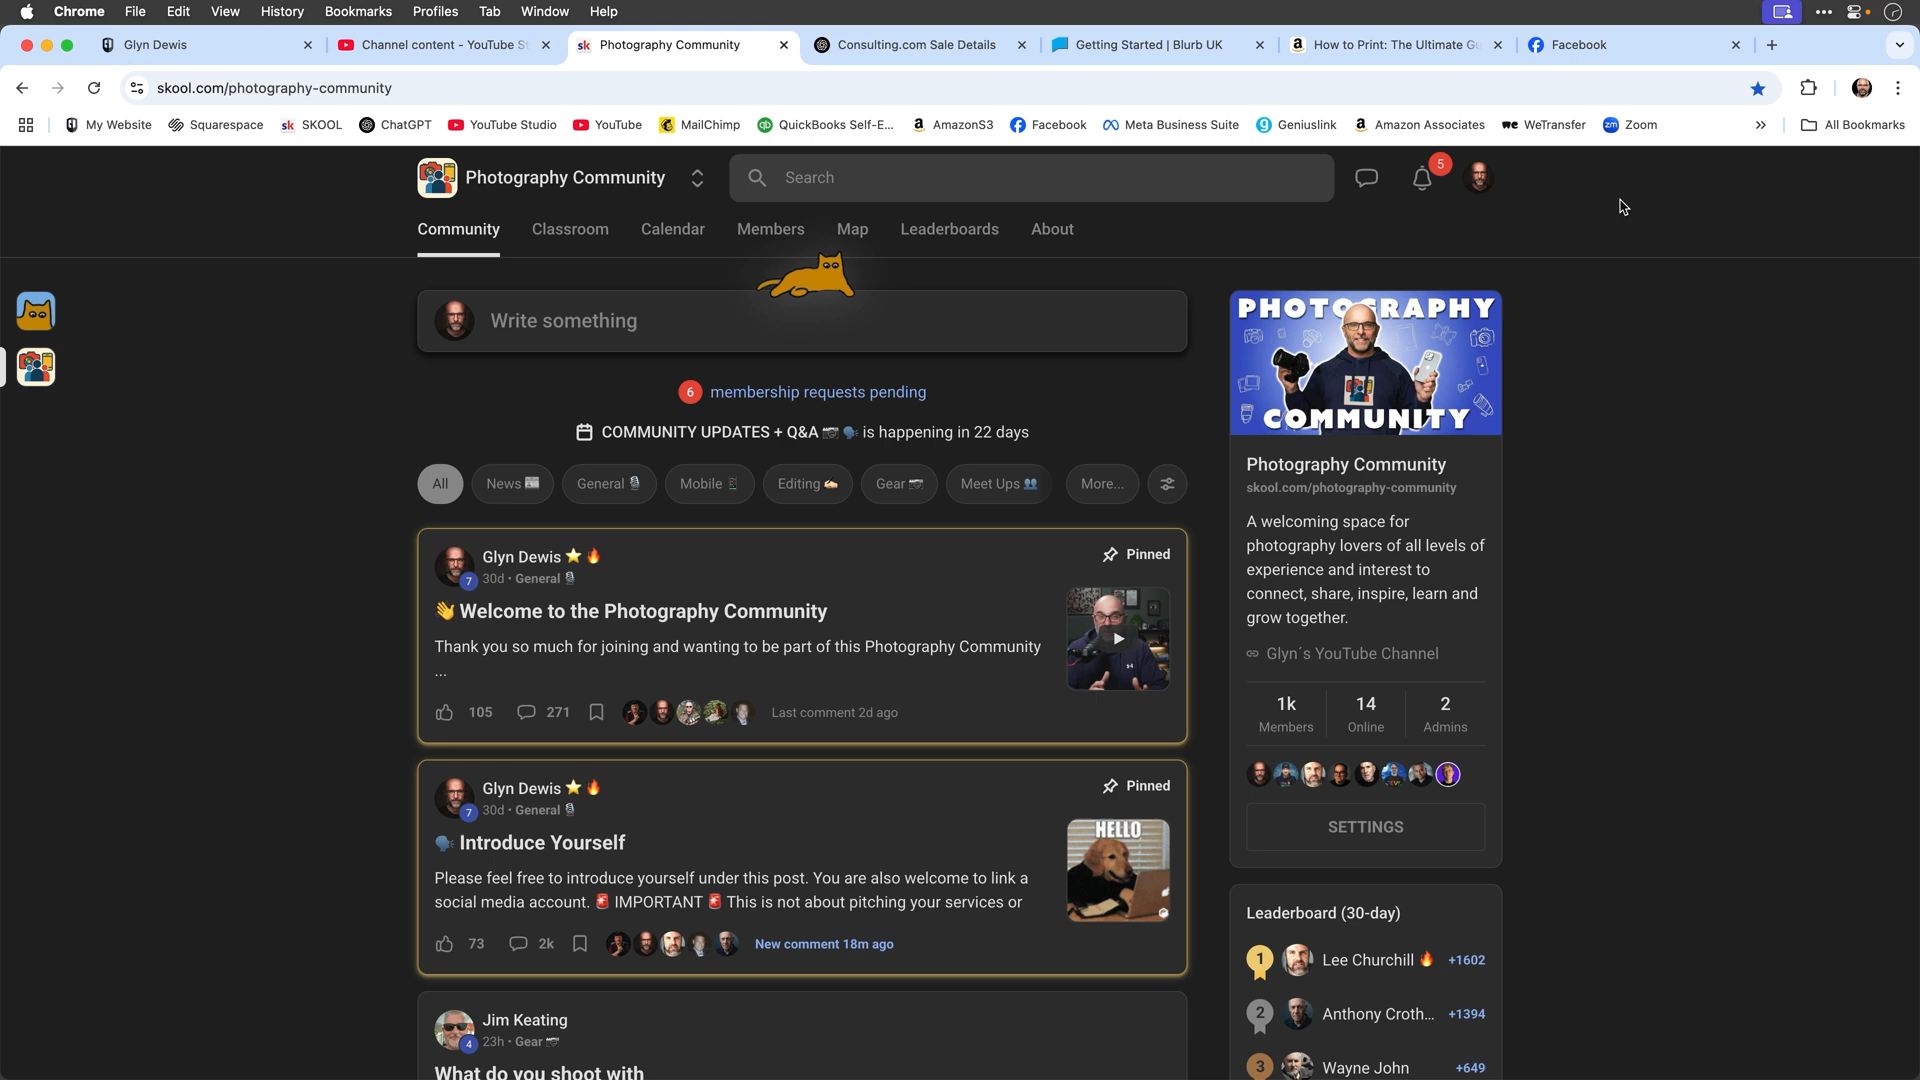 Chrome File Edit View History Bookmarks Profiles Tab Window Help
Glyn Dewis
Channel content - YouTube St
sk Photography Community
Consulting.com Sale Details
Getting Started | Blurb UK
How to Print: The Ultimate Gu
Facebook
skool.com/photography-community
My Website
Squarespace
sk SKOOL
ChatGPT
YouTube Studio
YouTube
MailChimp
QuickBooks Self-E...
AmazonS3
Facebook
Meta Business Suite
Geniuslink
Amazon Associates
WeTransfer
Zoom
All Bookmarks
Photography Community
Search
5
Community Classroom Calendar Members Map Leaderboards About
Write something
6 membership requests pending
COMMUNITY UPDATES + Q&A 📷 🗣️ is happening in 22 days
All
News 📰
General 🎙️
Mobile 📱
Editing ✍️
Gear 📷
Meet Ups 👥
More...
Glyn Dewis ⭐ 🔥
Pinned
7 30d • General 🎙️
👋 Welcome to the Photography Community
Thank you so much for joining and wanting to be part of this Photography Community
...
105 271 Last comment 2d ago
Glyn Dewis ⭐ 🔥
Pinned
7 30d • General 🎙️
🗣️ Introduce Yourself
HELLO
Please feel free to introduce yourself under this post. You are also welcome to link a
social media account. 🚨 IMPORTANT 🚨 This is not about pitching your services or
73 2k New comment 18m ago
Jim Keating
4 23h • Gear 📷
What do you shoot with
PHOTOGRAPHY
COMMUNITY
Photography Community
skool.com/photography-community
A welcoming space for
photography lovers of all levels of
experience and interest to
connect, share, inspire, learn and
grow together.
Glyn´s YouTube Channel
1k 14 2
Members Online Admins
SETTINGS
Leaderboard (30-day)
1 Lee Churchill 🔥 +1602
2 Anthony Croth... +1394
3 Wayne John +649